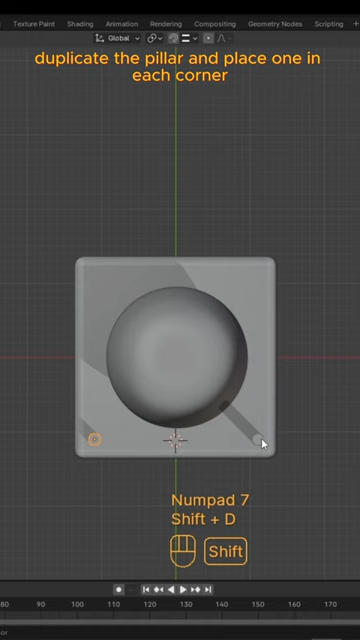 Texture Paint Shading Animation Rendering Compositing Geometry Nodes Scripting
Global
duplicate the pillar and place one in
each corner
Numpad 7
Shift + D
Shift
80 90 100 110 120 130 140 150 160 170